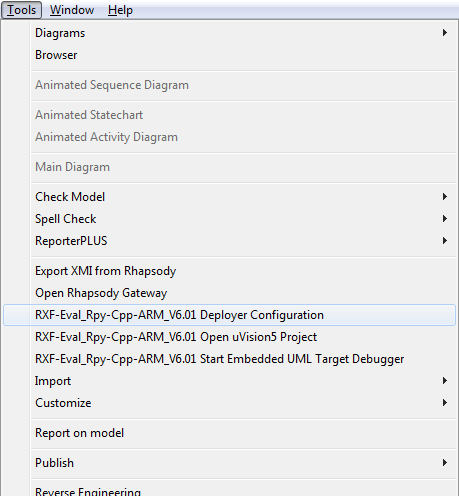 Tools Window Help
Diagrams
Browser
Animated Sequence Diagram
Animated Statechart
Animated Activity Diagram
Main Diagram
Check Model
Spell Check
ReporterPLUS
Export XMI from Rhapsody
Open Rhapsody Gateway
RXF-Eval_Rpy-Cpp-ARM_V6.01 Deployer Configuration
RXF-Eval_Rpy-Cpp-ARM_V6.01 Open uVision5 Project
RXF-Eval_Rpy-Cpp-ARM_V6.01 Start Embedded UML Target Debugger
Import
Customize
Report on model
Publish
Reverse Engineering